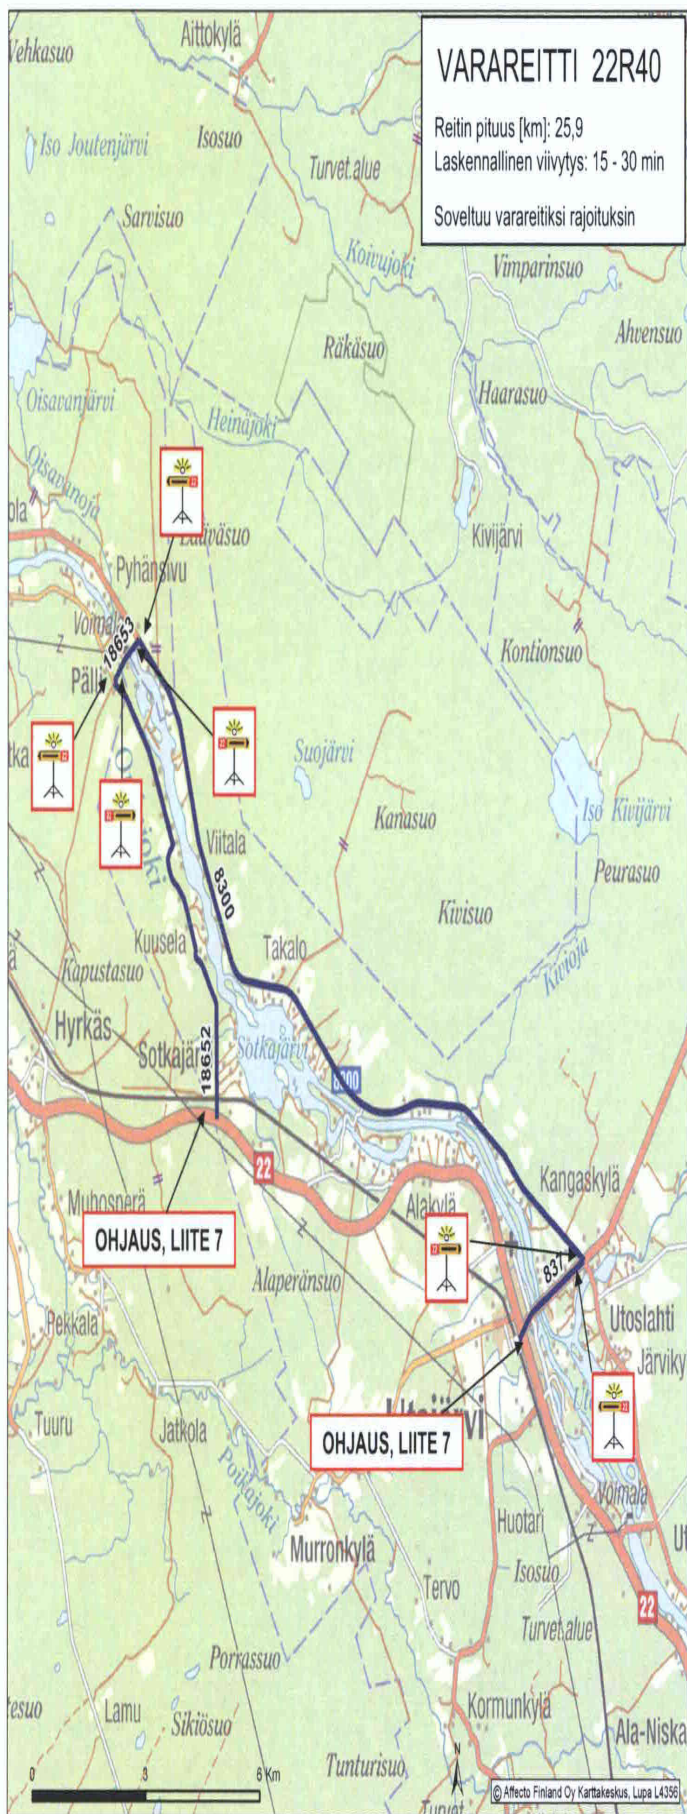 VARAREITTI 22R40
Reitin pituus [km]: 25,9
Laskennallinen viivytys: 15 - 30 min
Soveltuu varareitiksi rajoituksin
Aittokylä
Vehkasuo
Isosuo
Iso Joutenjärvi
Turvet.alue
Sarvisuo
Koivujoki
Vimparinsuo
Räkäsuo
Ahvensuo
Oisavanjärvi
Haarasuo
Heinäjoki
Oisavanoja
Kivijärvi
Pyhänsivu
Voimala
18653
Kontionsuo
Pälli
Suojärvi
Iso Kivijärvi
Kanasuo
Viitala
Peurasuo
8300
Kivisuo
Kuusela
Takalo
Kapustasuo
Kivioja
Hyrkäs
Sotkajär
Sotkajärvi
18652
8300
22
Kangaskylä
Muhosperä
Alakylä
OHJAUS, LIITE 7
837
Alaperänsuo
Utoslahti
Pekkala
Järviky
Tuuru
Jatkola
OHJAUS, LIITE 7
Poikajoki
Voimala
Huotari
Murronkylä
Isosuo
Tervo
22
Turvet.alue
Porrassuo
Lamu
Sikiösuo
Kormunkylä
Ala-Niska
Tunturisuo
N
0 3 6 Km
© Affecto Finland Oy Karttakeskus, Lupa L4356